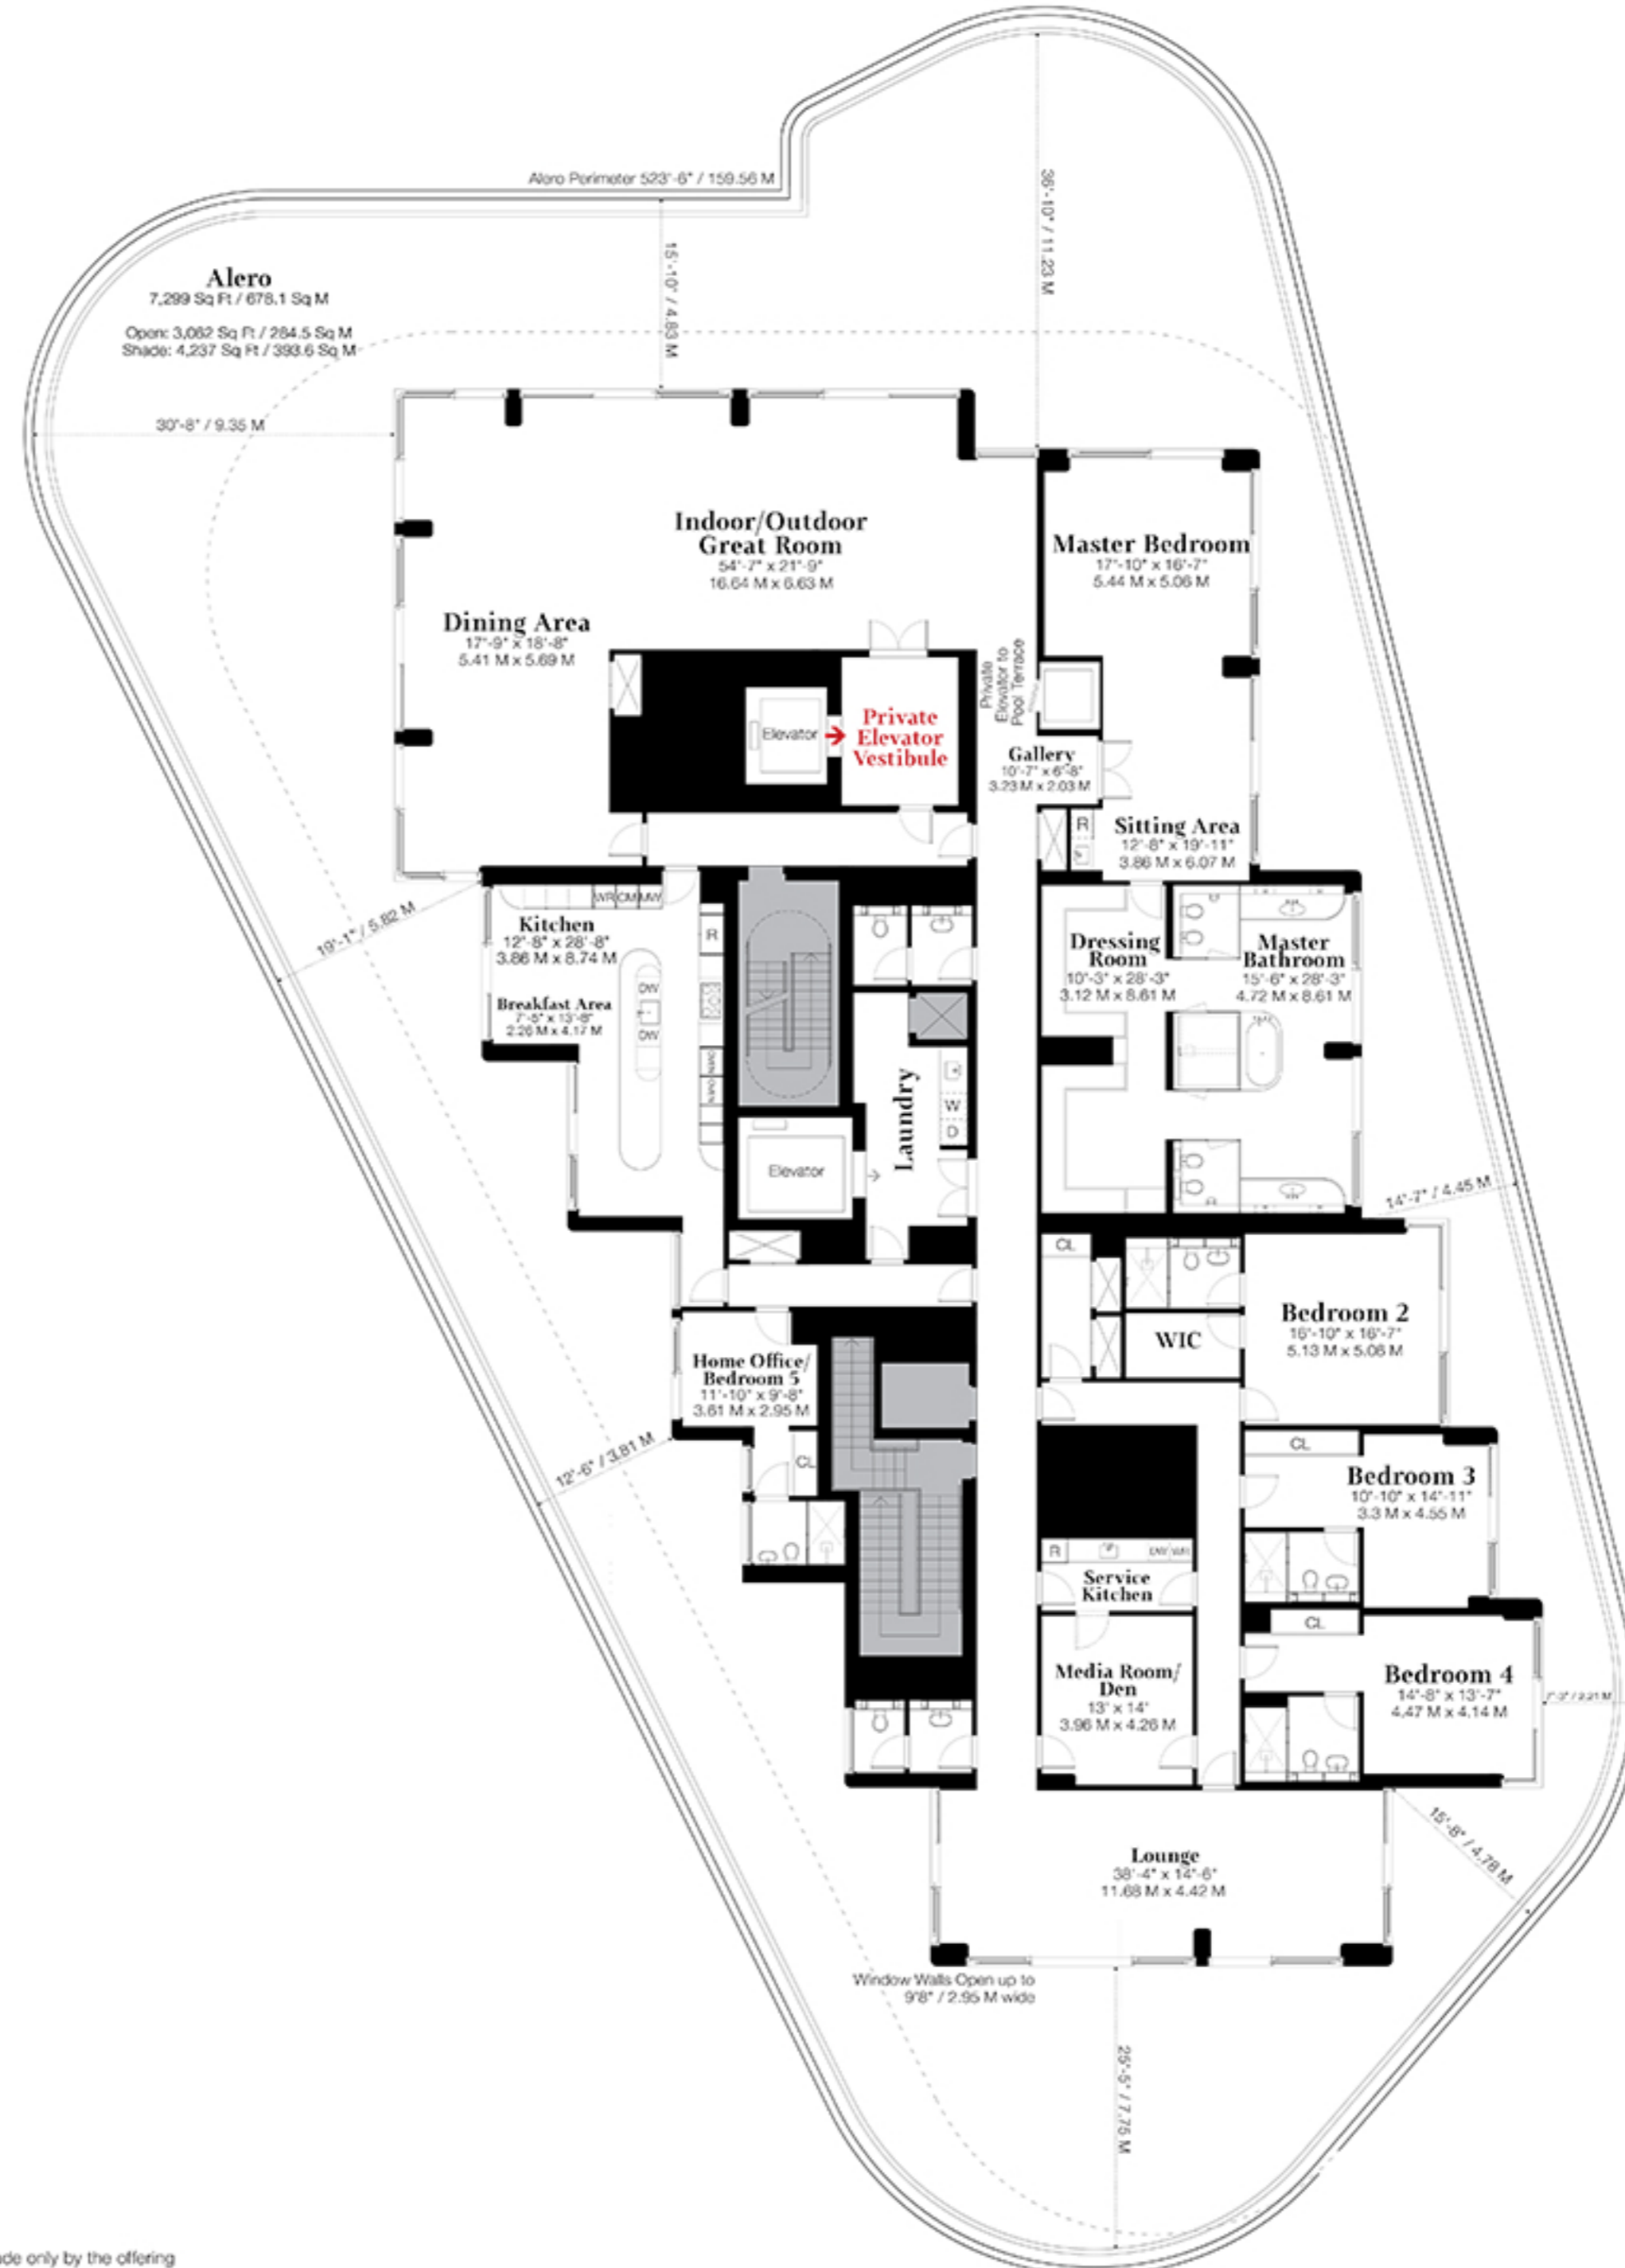 Alero Perimeter 523'-6" / 159.56 M
36'-10" / 11.23 M
15'-10" / 4.83 M
Alero
7,299 Sq Ft / 678.1 Sq M
Open: 3,062 Sq Ft / 284.5 Sq M
Shade: 4,237 Sq Ft / 393.6 Sq M
30'-8" / 9.35 M
Indoor/Outdoor
Great Room
54'-7" x 21'-9"
16.64 M x 6.63 M
Master Bedroom
17'-10" x 16'-7"
5.44 M x 5.06 M
Dining Area
17'-9" x 18'-8"
5.41 M x 5.69 M
Private
Elevator to
Pool Terrace
Elevator
Private
Elevator
Vestibule
Gallery
10'-7" x 6'-8"
3.23 M x 2.03 M
R
Sitting Area
12'-8" x 19'-11"
3.86 M x 6.07 M
19'-1" / 5.82 M
WR CM MW
Kitchen
12'-8" x 28'-8"
3.86 M x 8.74 M
R
Breakfast Area
7'-5" x 13'-8"
2.26 M x 4.17 M
DW
DW
OVEN
OVEN
Dressing
Room
10'-3" x 28'-3"
3.12 M x 8.61 M
Master
Bathroom
15'-6" x 28'-3"
4.72 M x 8.61 M
Laundry
W
D
Elevator
14'-7" / 4.45 M
CL
Bedroom 2
16'-10" x 16'-7"
5.13 M x 5.06 M
WIC
Home Office/
Bedroom 5
11'-10" x 9'-8"
3.61 M x 2.95 M
CL
12'-6" / 3.81 M
CL
Bedroom 3
10'-10" x 14'-11"
3.3 M x 4.55 M
R
DW WR
Service
Kitchen
CL
Media Room/
Den
13' x 14'
3.96 M x 4.26 M
Bedroom 4
14'-8" x 13'-7"
4.47 M x 4.14 M
7'-3" / 2.21 M
15'-8" / 4.78 M
Lounge
38'-4" x 14'-6"
11.68 M x 4.42 M
Window Walls Open up to
9'8" / 2.95 M wide
25'-5" / 7.75 M
de only by the offering